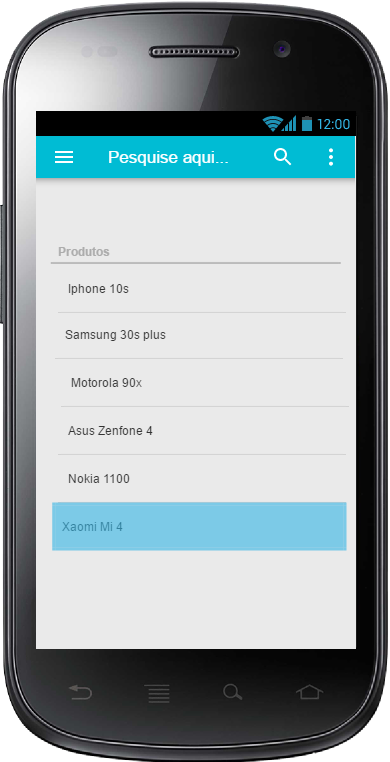 12:00
Pesquise aqui...
Produtos
Iphone 10s
Samsung 30s plus
Motorola 90x
Asus Zenfone 4
Nokia 1100
Xaomi Mi 4